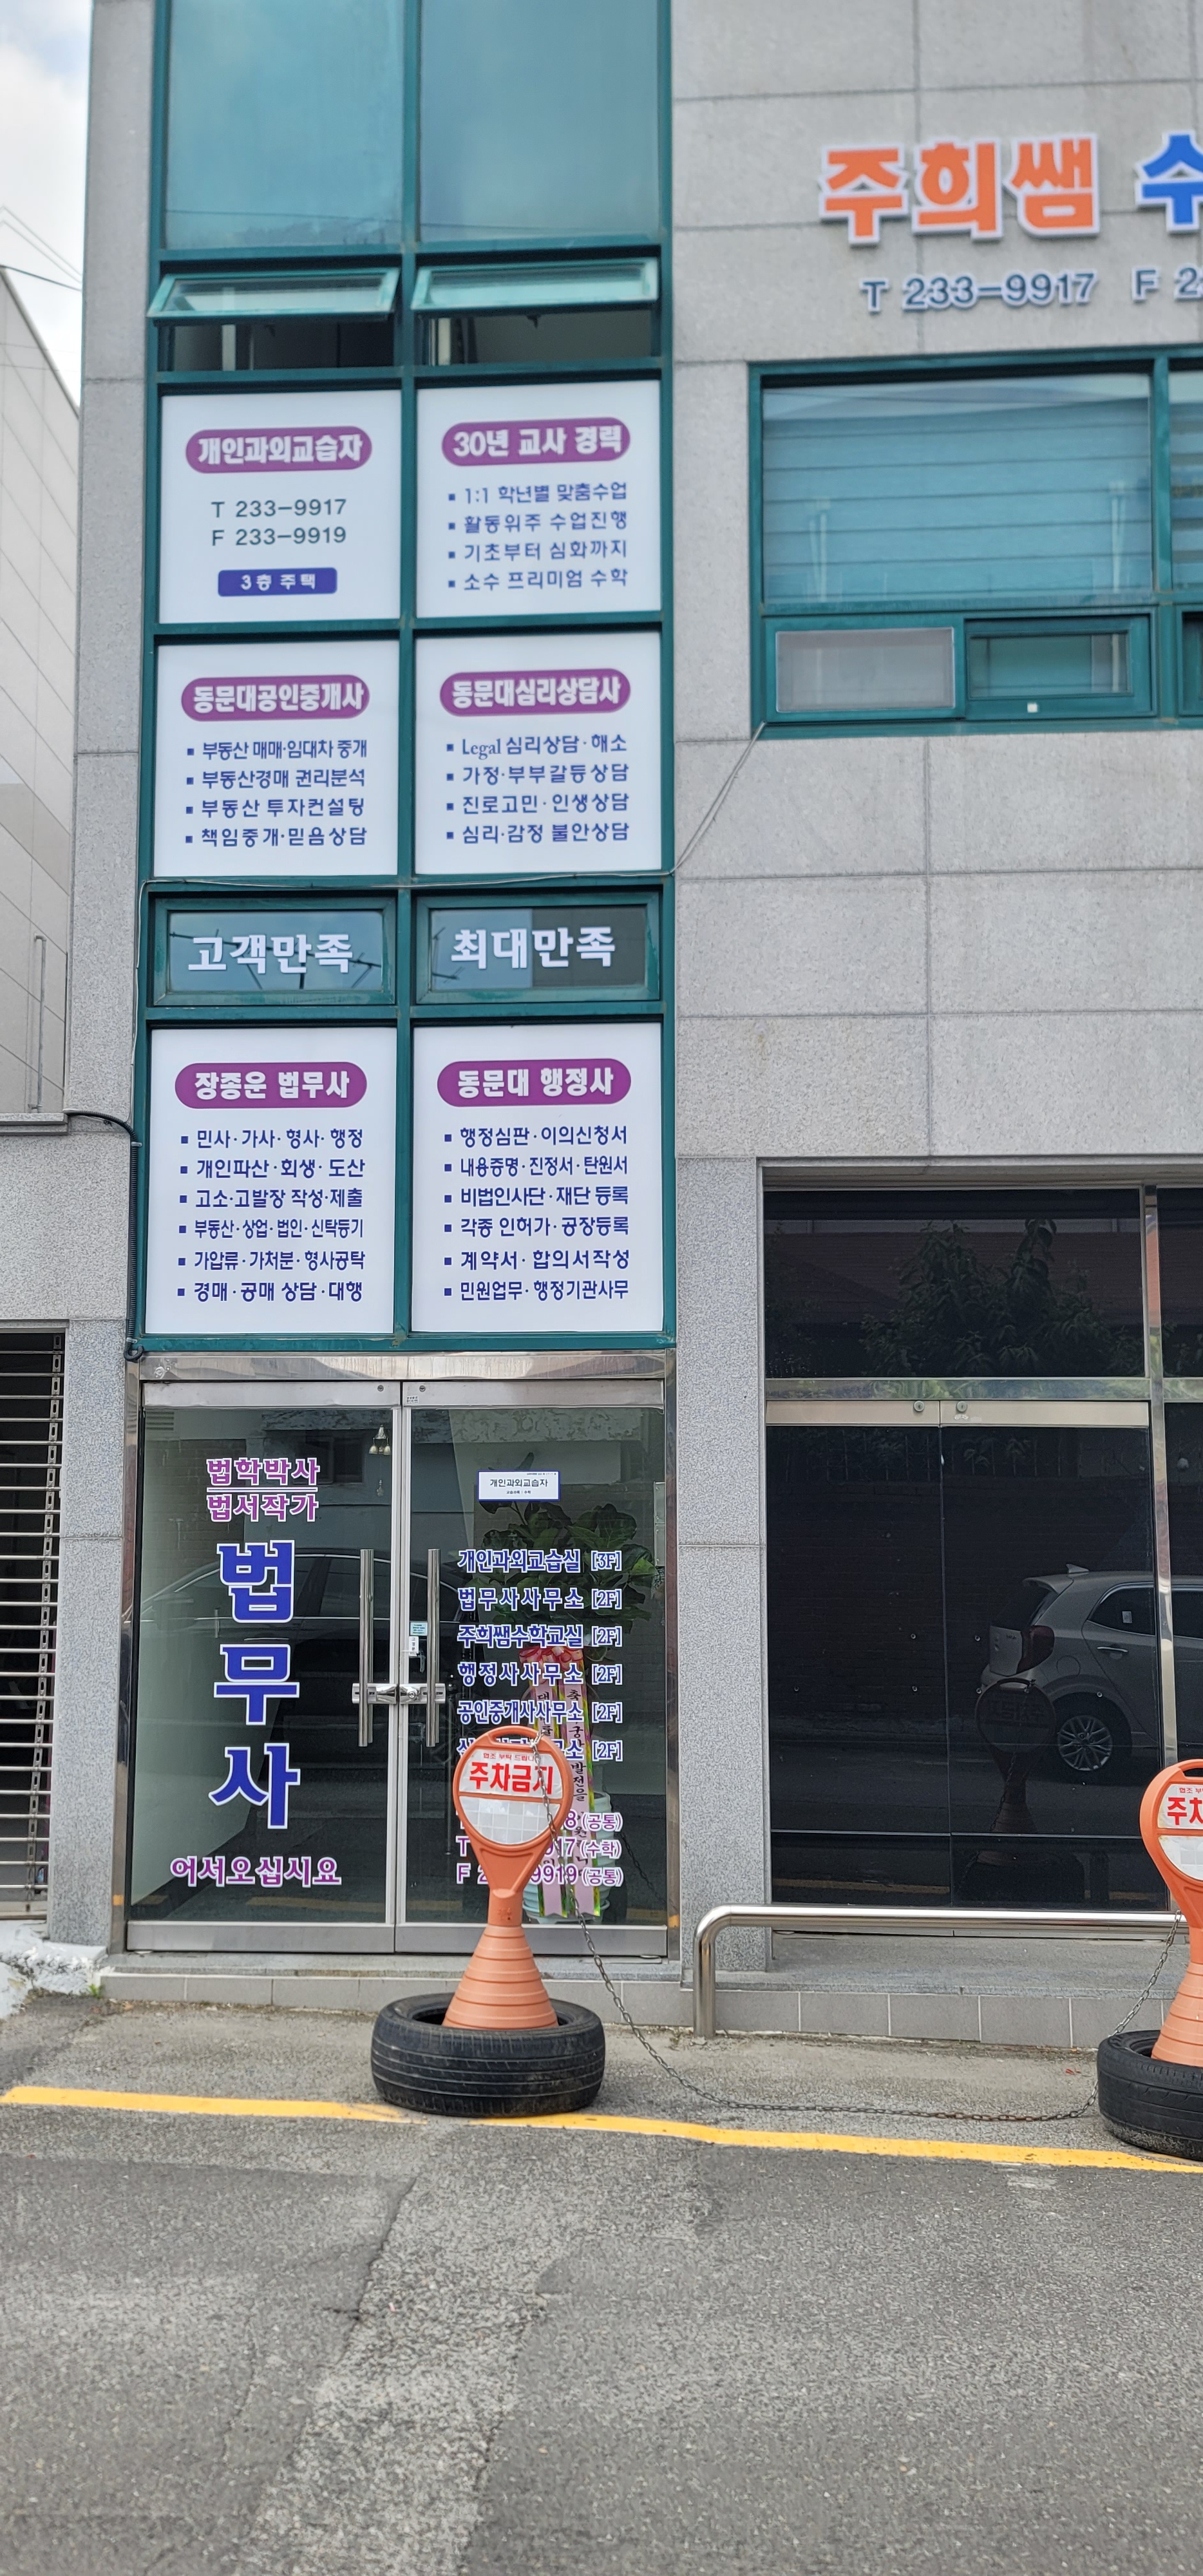 주희쌤 수
T 233-9917 F 2
개인과외교습자
T 233-9917
F 233-9919
3층 주택
30년 교사 경력
▪ 1:1 학년별 맞춤수업
▪ 활동위주 수업진행
▪ 기초부터 심화까지
▪ 소수 프리미엄 수학
동문대공인중개사
▪ 부동산 매매·임대차 중개
▪ 부동산경매 권리분석
▪ 부동산 투자컨설팅
▪ 책임중개·믿음상담
동문대심리상담사
▪ Legal 심리상담·해소
▪ 가정·부부갈등상담
▪ 진로고민·인생상담
▪ 심리·감정 불안상담
고객만족
최대만족
장종운 법무사
▪ 민사·가사·형사·행정
▪ 개인파산·회생·도산
▪ 고소·고발장 작성·제출
▪ 부동산·상업·법인·신탁등기
▪ 가압류·가처분·형사공탁
▪ 경매·공매 상담·대행
동문대 행정사
▪ 행정심판·이의신청서
▪ 내용증명·진정서·탄원서
▪ 비법인사단·재단 등록
▪ 각종 인허가·공장등록
▪ 계약서·합의서작성
▪ 민원업무·행정기관사무
법학박사
법서작가
법무사
어서오십시요
개인과외교습자
개인과외교습실 [3F]
법무사사무소 [2F]
주희쌤수학교실 [2F]
행정사사무소 [2F]
공인중개사사무소 [2F]
[2F]
8(공통)
T 917(수학)
F 2 9919(공통)
협조 부탁 드립니다
주차금지
주차